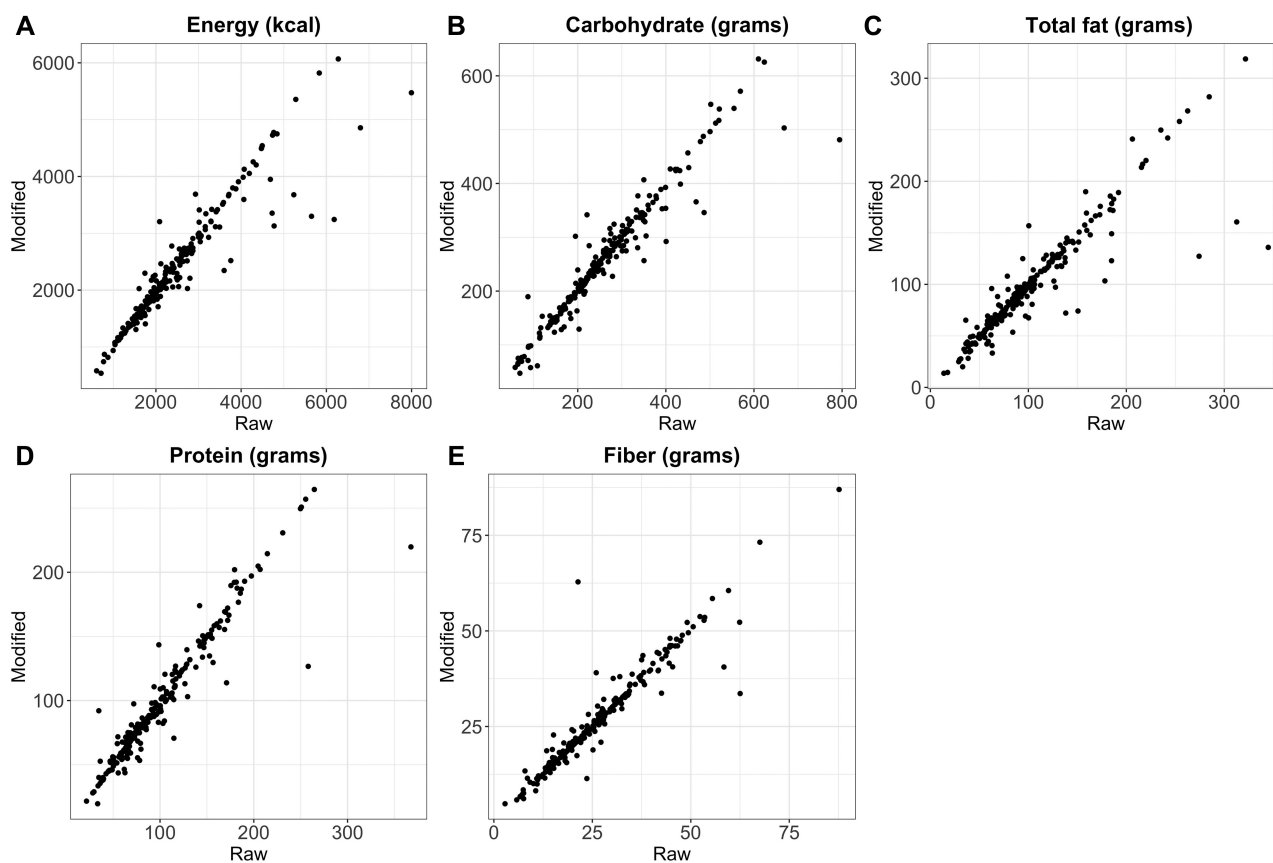 A Energy (kcal)
B Carbohydrate (grams)
C Total fat (grams)
Modified
6000
4000
2000
2000 4000 6000 8000
Raw
Modified
600
400
200
200 400 600 800
Raw
Modified
300
200
100
0
0 100 200 300
Raw
D Protein (grams)
E Fiber (grams)
Modified
200
100
100 200 300
Raw
Modified
75
50
25
0 25 50 75
Raw